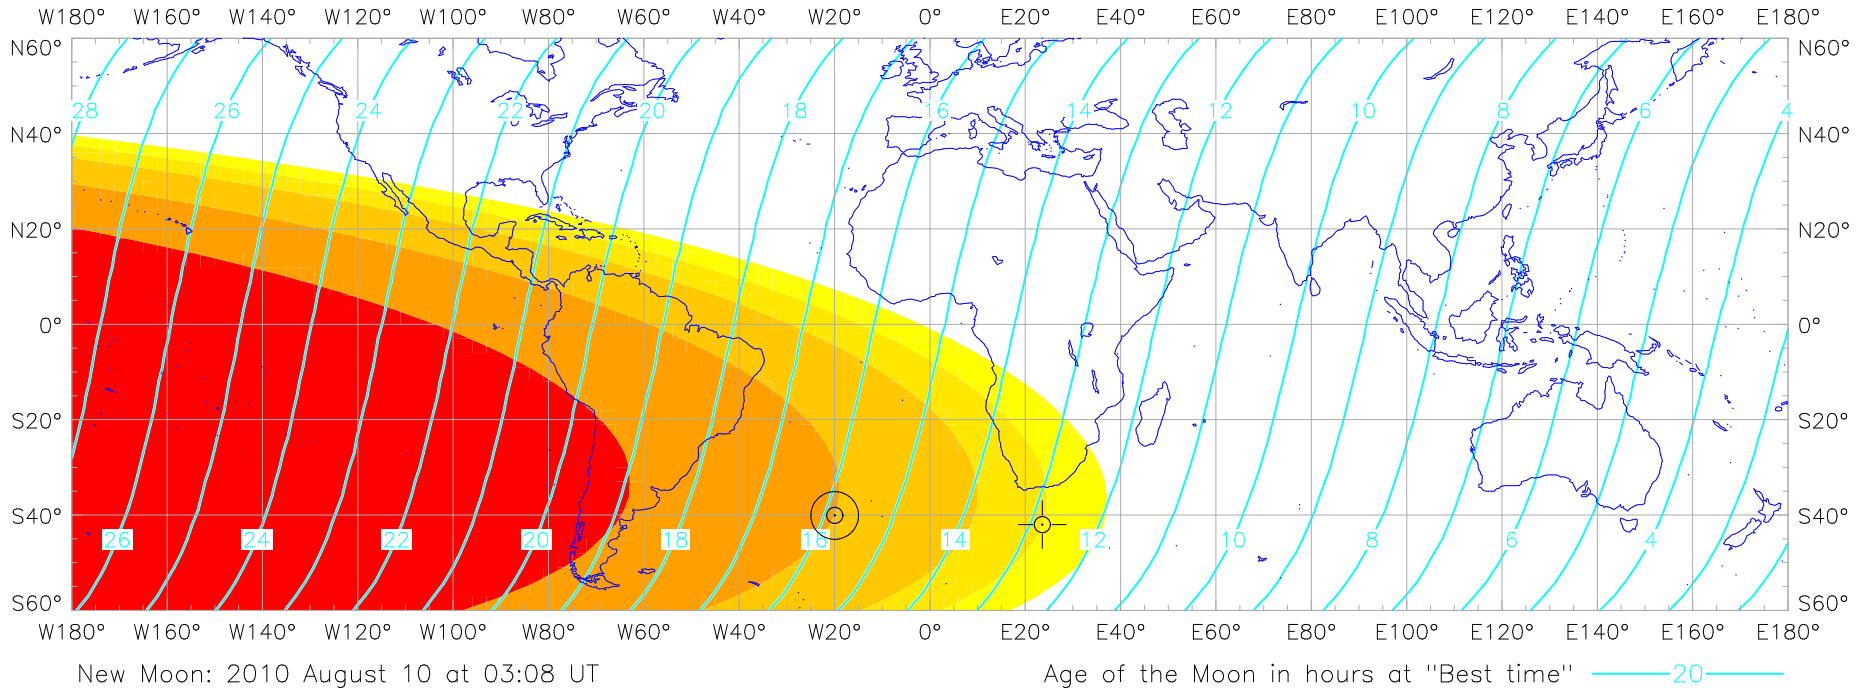 W180° W160° W140° W120° W100° W80° W60° W40° W20° 0° E20° E40° E60° E80° E100° E120° E140° E160° E180°
N60° N60°
28 26 24 22 20 18 16 14 12 10 8 6 4
N40° N40°
N20° N20°
0° 0°
S20° S20°
S40° S40°
26 24 22 20 18 16 14 12 10 8 6 4
S60° S60°
W180° W160° W140° W120° W100° W80° W60° W40° W20° 0° E20° E40° E60° E80° E100° E120° E140° E160° E180°
New Moon: 2010 August 10 at 03:08 UT Age of the Moon in hours at "Best time" 20